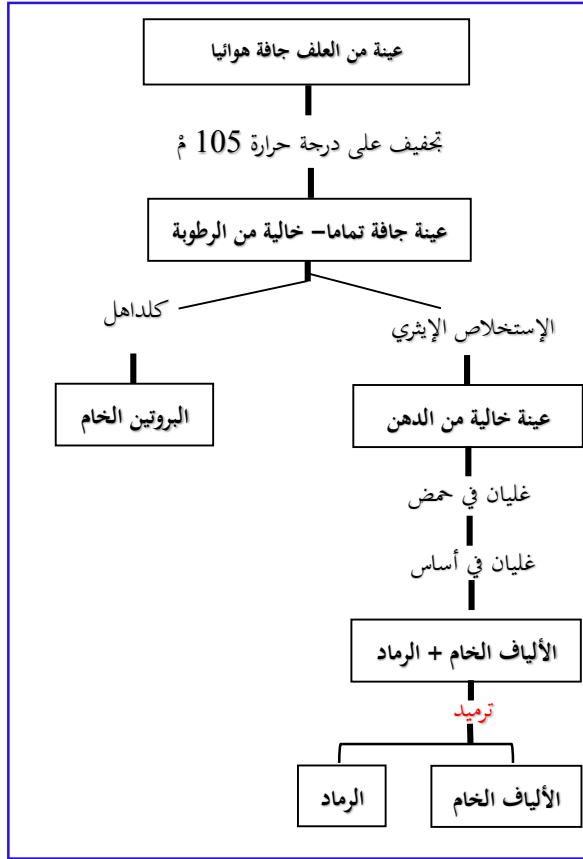 عينة من العلف جافة هوائيا
تجفيف على درجة حرارة 105 مْ
عينة جافة تماما– خالية من الرطوبة
كلداهل
الإستخلاص الإيثري
البروتين الخام
عينة خالية من الدهن
غليان في حمض
غليان في أساس
الألياف الخام + الرماد
ترميد
الألياف الخام
الرماد